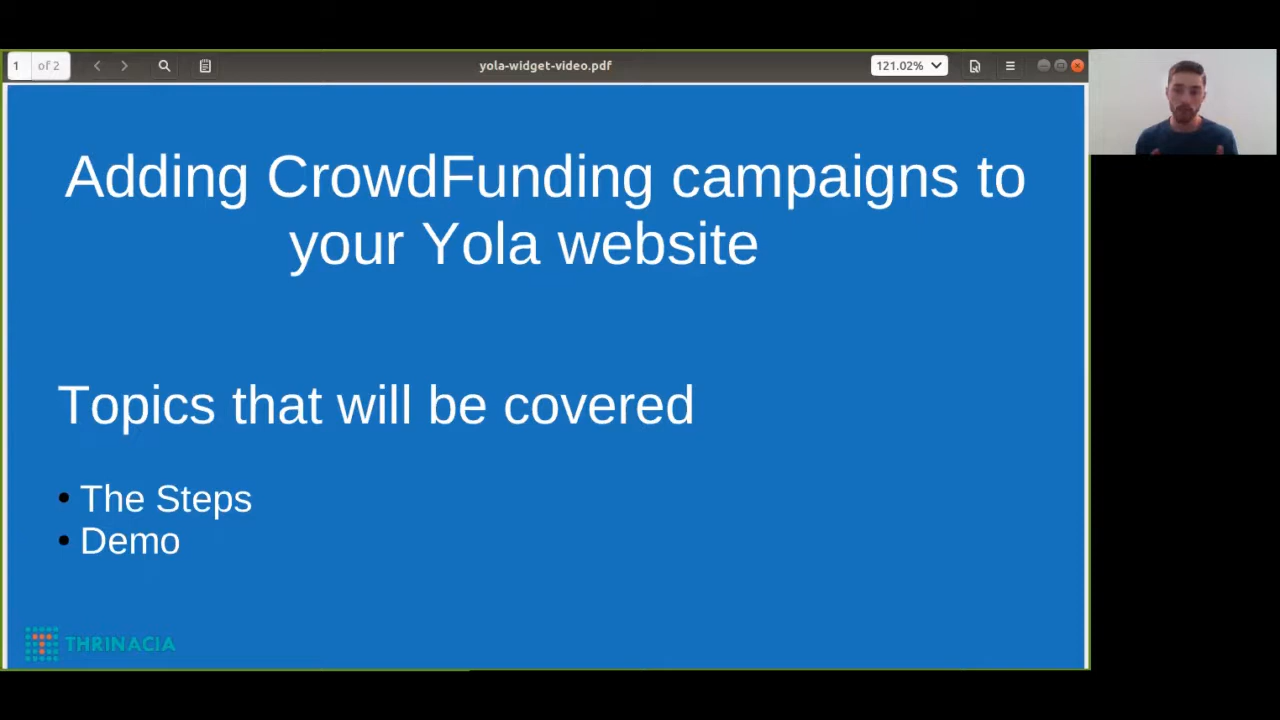 1 of 2
yola-widget-video.pdf
121.02%
Adding CrowdFunding campaigns to
your Yola website
Topics that will be covered
• The Steps
• Demo
THRINACIA